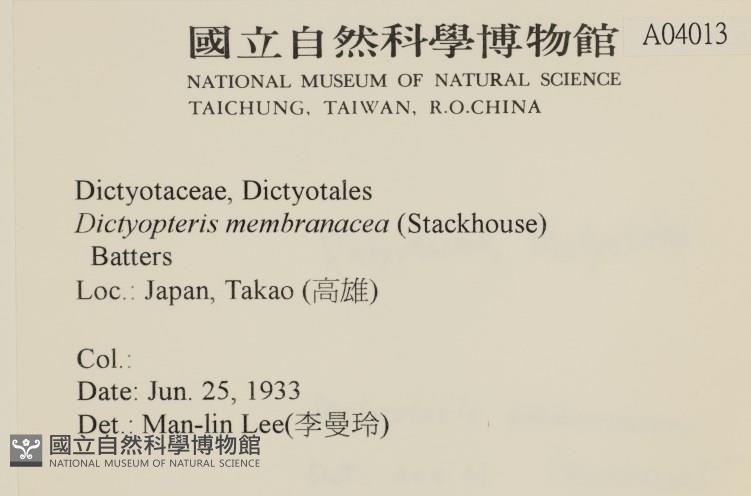 國立自然科學博物館 A04013
NATIONAL MUSEUM OF NATURAL SCIENCE
TAICHUNG, TAIWAN, R.O.CHINA
Dictyotaceae, Dictyotales
Dictyopteris membranacea (Stackhouse)
Batters
Loc.: Japan, Takao (高雄)
Col.:
Date: Jun. 25, 1933
Det.: Man-lin Lee(李曼玲)
國立自然科學博物館
NATIONAL MUSEUM OF NATURAL SCIENCE